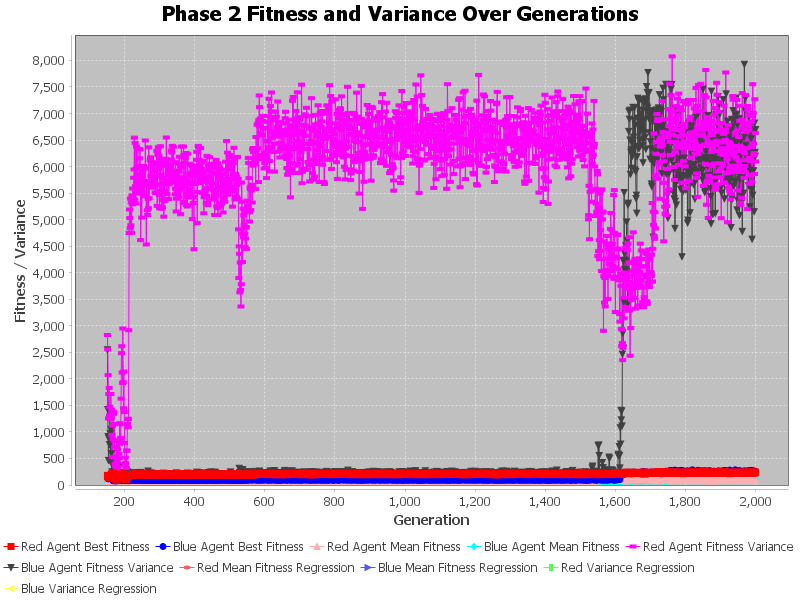 Phase 2 Fitness and Variance Over Generations
8,000
7,500
7,000
6,500
6,000
5,500
5,000
4,500
4,000
3,500
3,000
2,500
2,000
1,500
1,000
500
0
Fitness / Variance
200 400 600 800 1,000 1,200 1,400 1,600 1,800 2,000
Generation
Red Agent Best Fitness Blue Agent Best Fitness Red Agent Mean Fitness Blue Agent Mean Fitness Red Agent Fitness Variance
Blue Agent Fitness Variance Red Mean Fitness Regression Blue Mean Fitness Regression Red Variance Regression
Blue Variance Regression